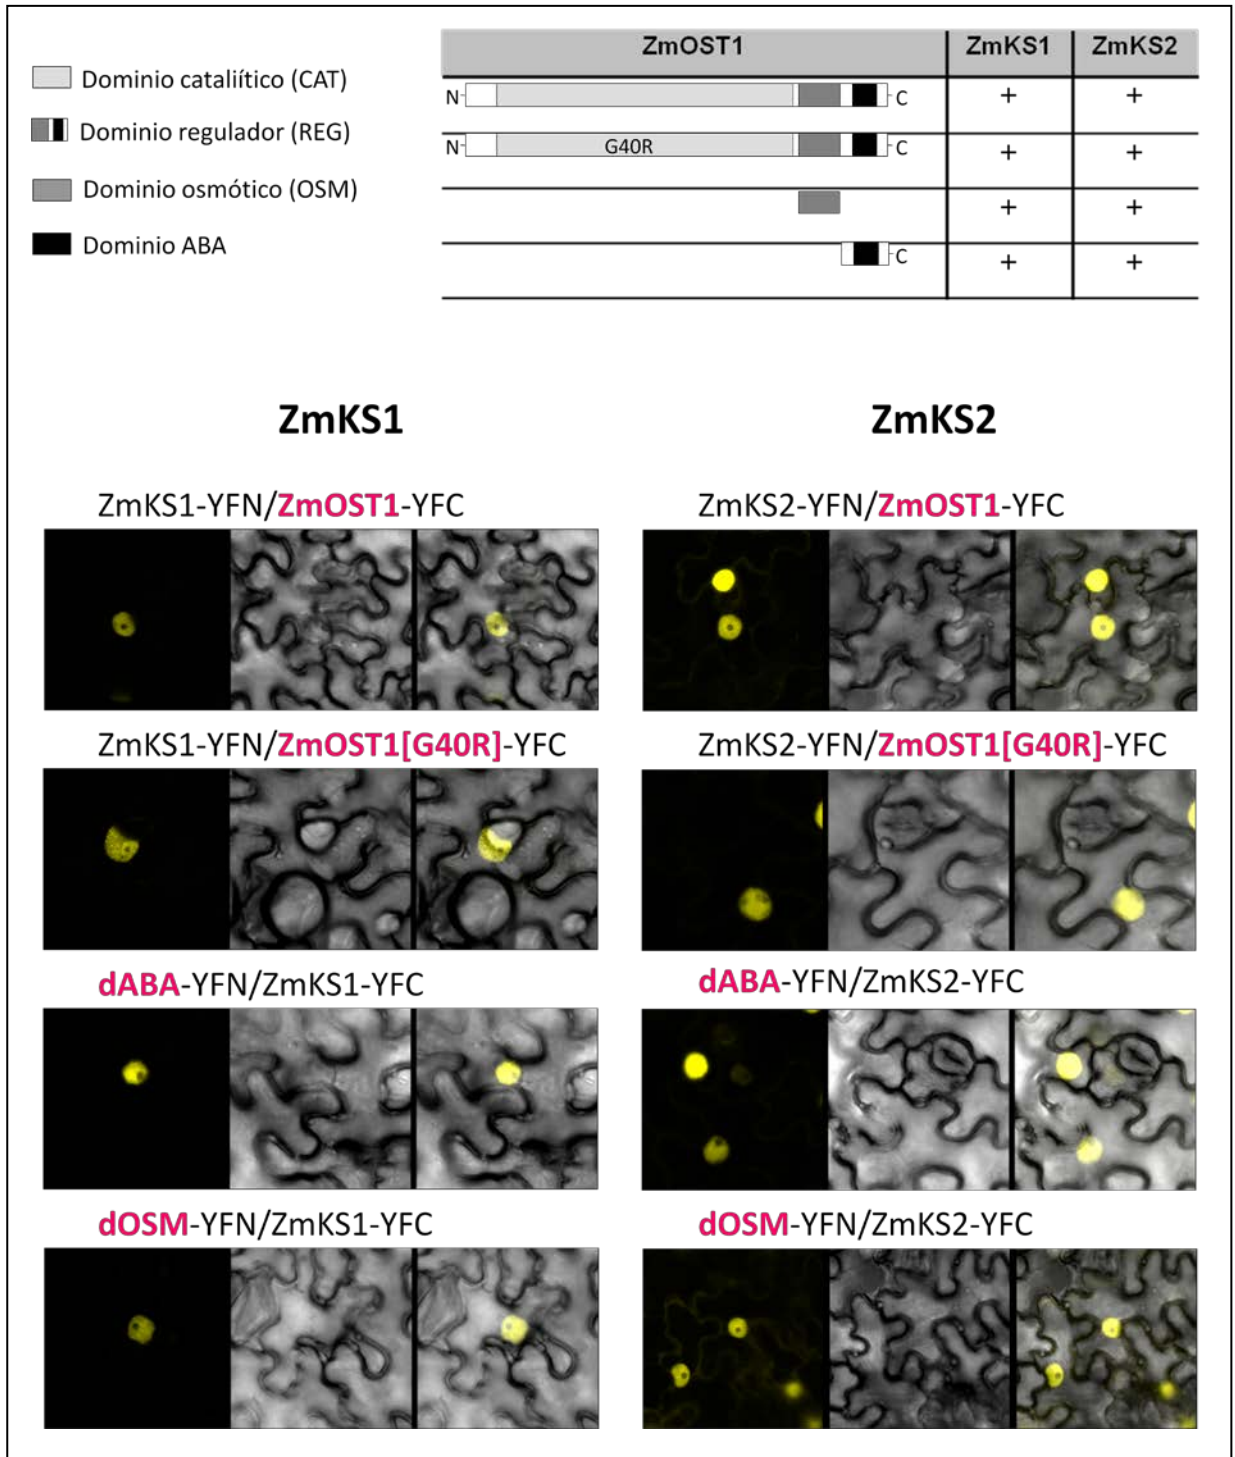 Dominio cataliítico (CAT)
Dominio regulador (REG)
Dominio osmótico (OSM)
Dominio ABA
ZmOST1 ZmKS1 ZmKS2
N- -C + +
N- G40R -C + +
+ +
-C + +
ZmKS1 ZmKS2
ZmKS1-YFN/ZmOST1-YFC ZmKS2-YFN/ZmOST1-YFC
ZmKS1-YFN/ZmOST1[G40R]-YFC ZmKS2-YFN/ZmOST1[G40R]-YFC
dABA-YFN/ZmKS1-YFC dABA-YFN/ZmKS2-YFC
dOSM-YFN/ZmKS1-YFC dOSM-YFN/ZmKS2-YFC